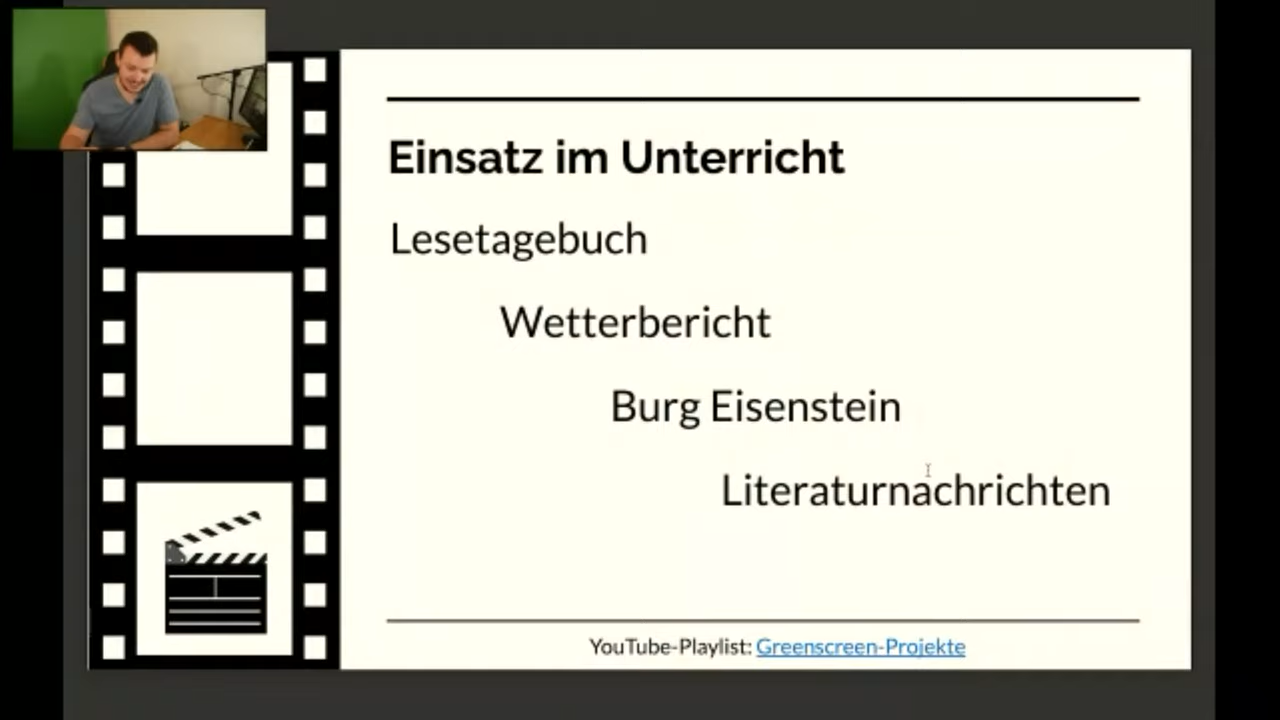 Einsatz im Unterricht
Lesetagebuch
Wetterbericht
Burg Eisenstein
Literaturnachrichten
YouTube-Playlist: Greenscreen-Projekte